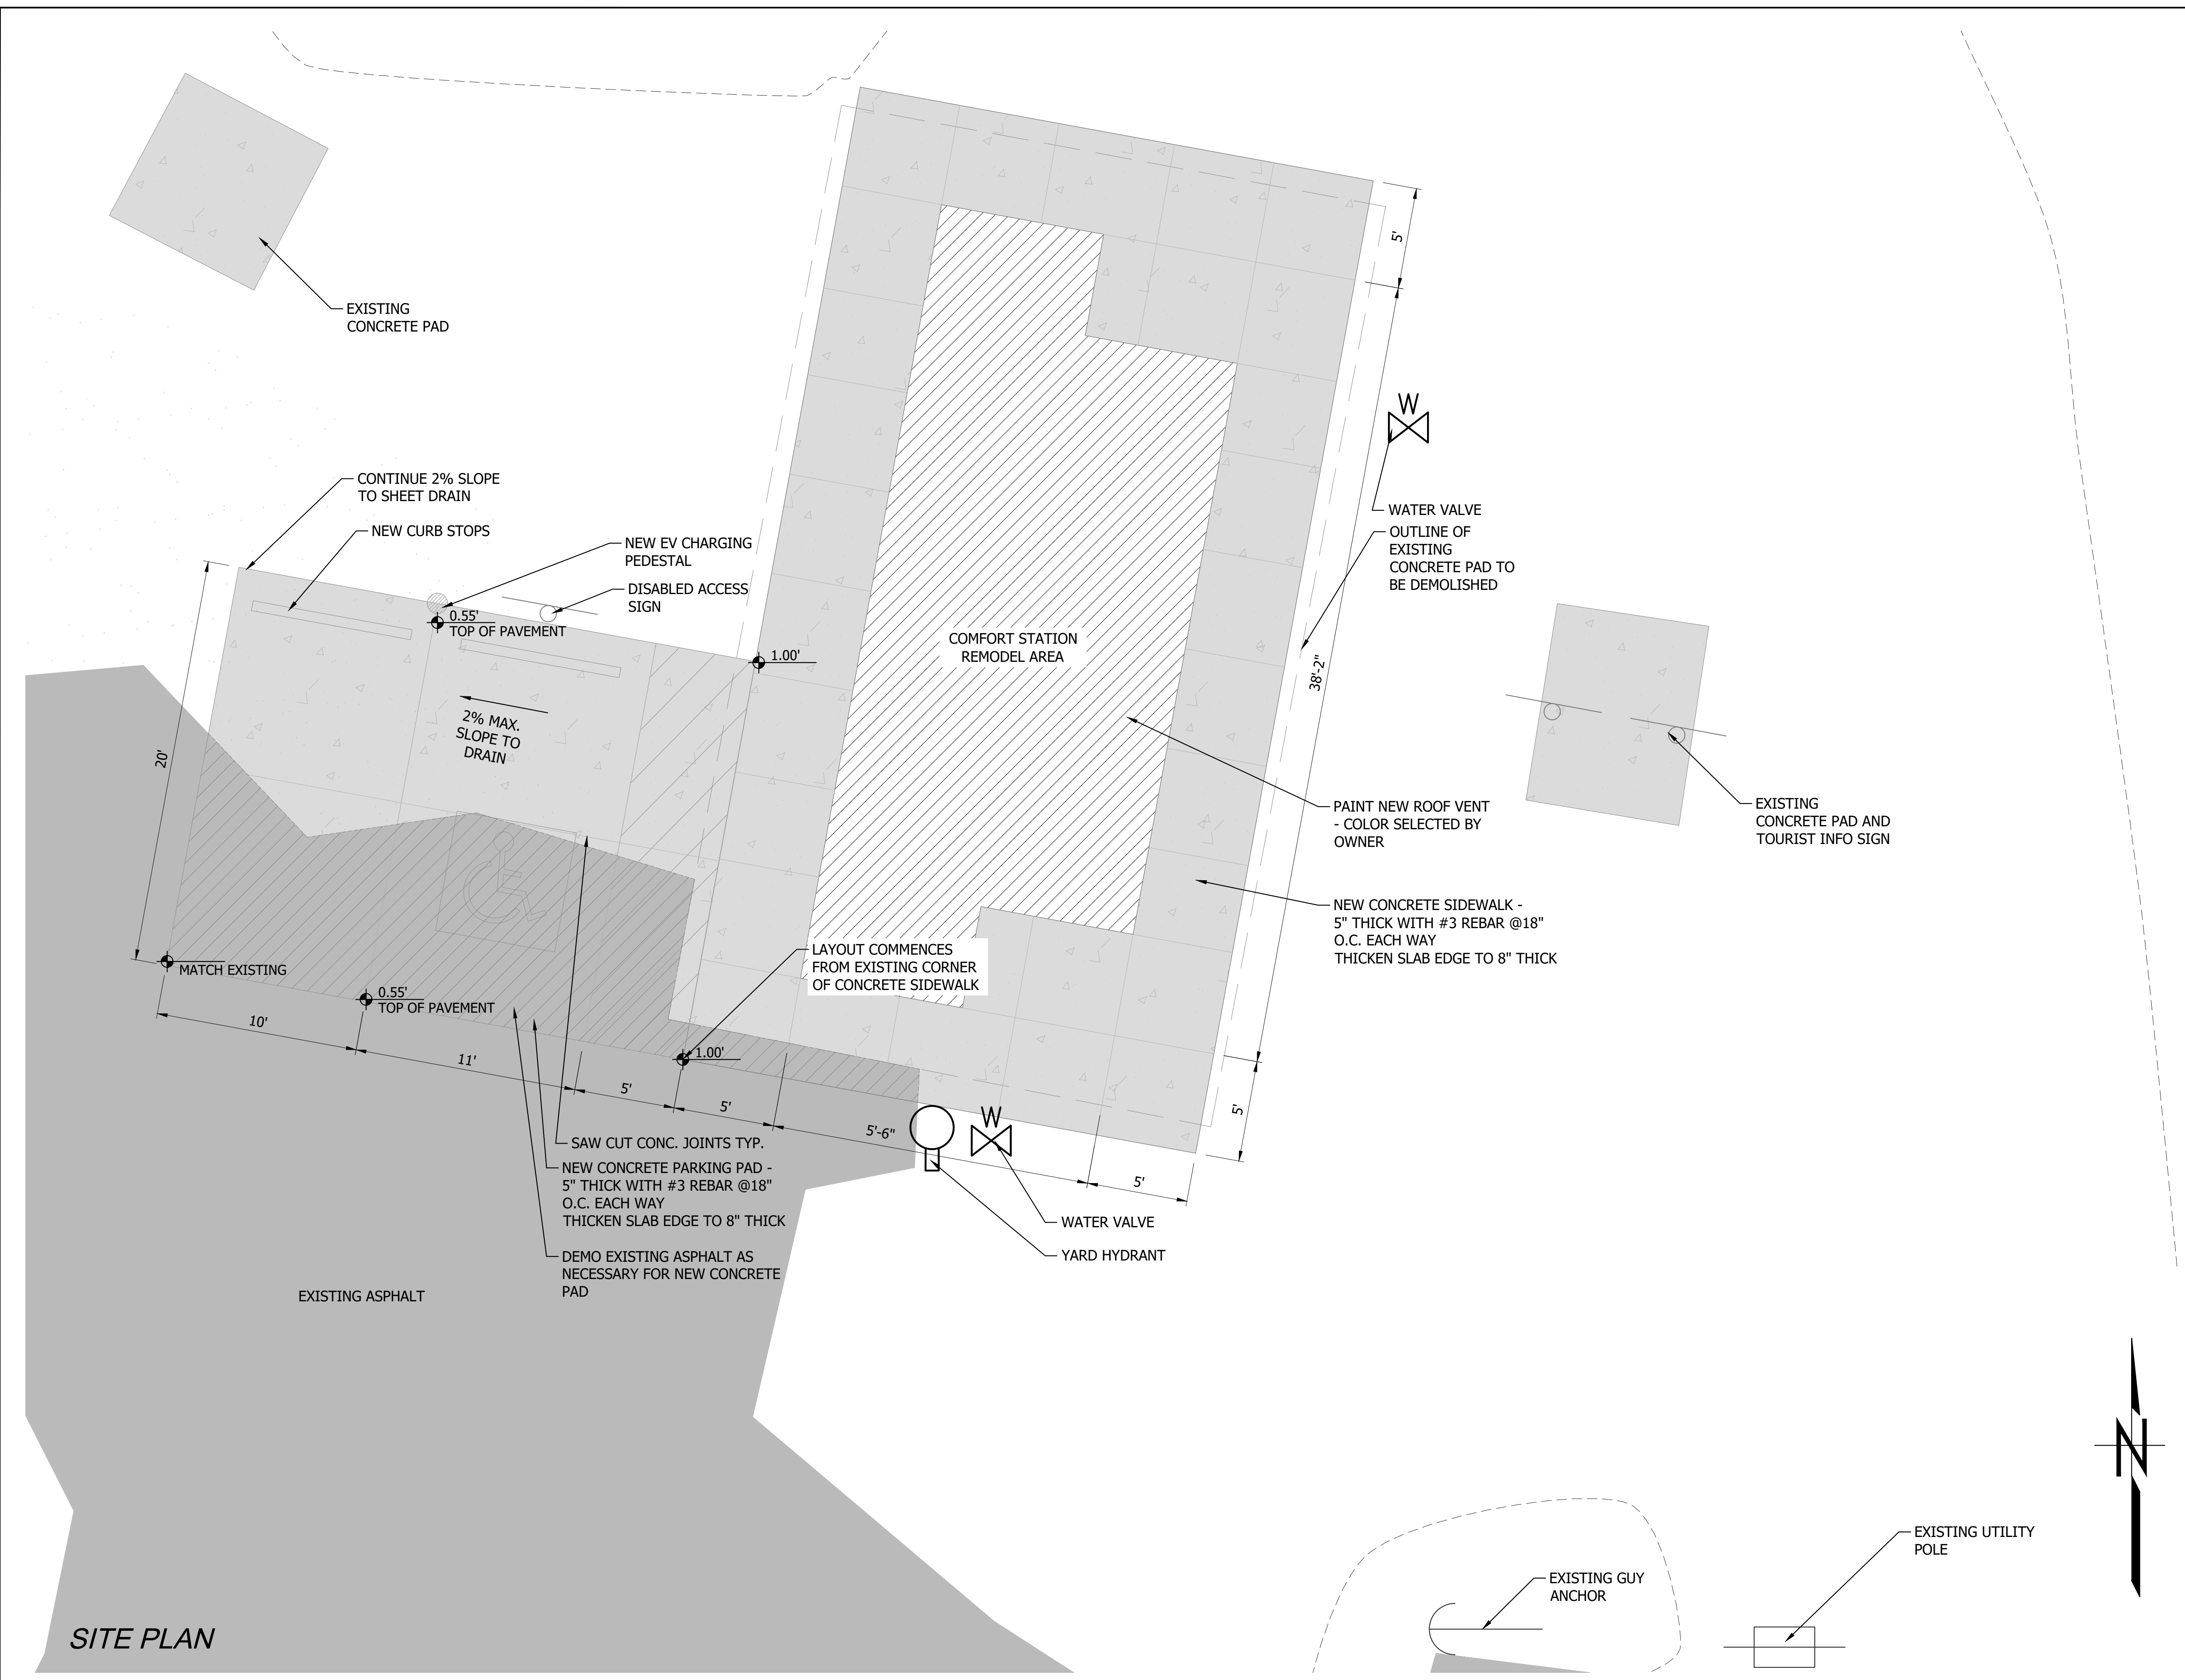 EXISTING
CONCRETE PAD
5'
W
CONTINUE 2% SLOPE
TO SHEET DRAIN
NEW CURB STOPS
NEW EV CHARGING
PEDESTAL
DISABLED ACCESS
SIGN
0.55'
TOP OF PAVEMENT
1.00'
2% MAX.
SLOPE TO
DRAIN
20'
COMFORT STATION
REMODEL AREA
WATER VALVE
OUTLINE OF
EXISTING
CONCRETE PAD TO
BE DEMOLISHED
38'-2"
PAINT NEW ROOF VENT
- COLOR SELECTED BY
OWNER
EXISTING
CONCRETE PAD AND
TOURIST INFO SIGN
NEW CONCRETE SIDEWALK -
5" THICK WITH #3 REBAR @18"
O.C. EACH WAY
THICKEN SLAB EDGE TO 8" THICK
LAYOUT COMMENCES
FROM EXISTING CORNER
OF CONCRETE SIDEWALK
MATCH EXISTING
0.55'
TOP OF PAVEMENT
1.00'
10'
11'
5'
5'
5'-6"
5'
5'
W
SAW CUT CONC. JOINTS TYP.
NEW CONCRETE PARKING PAD -
5" THICK WITH #3 REBAR @18"
O.C. EACH WAY
THICKEN SLAB EDGE TO 8" THICK
DEMO EXISTING ASPHALT AS
NECESSARY FOR NEW CONCRETE
PAD
WATER VALVE
YARD HYDRANT
EXISTING ASPHALT
N
EXISTING UTILITY
POLE
EXISTING GUY
ANCHOR
SITE PLAN